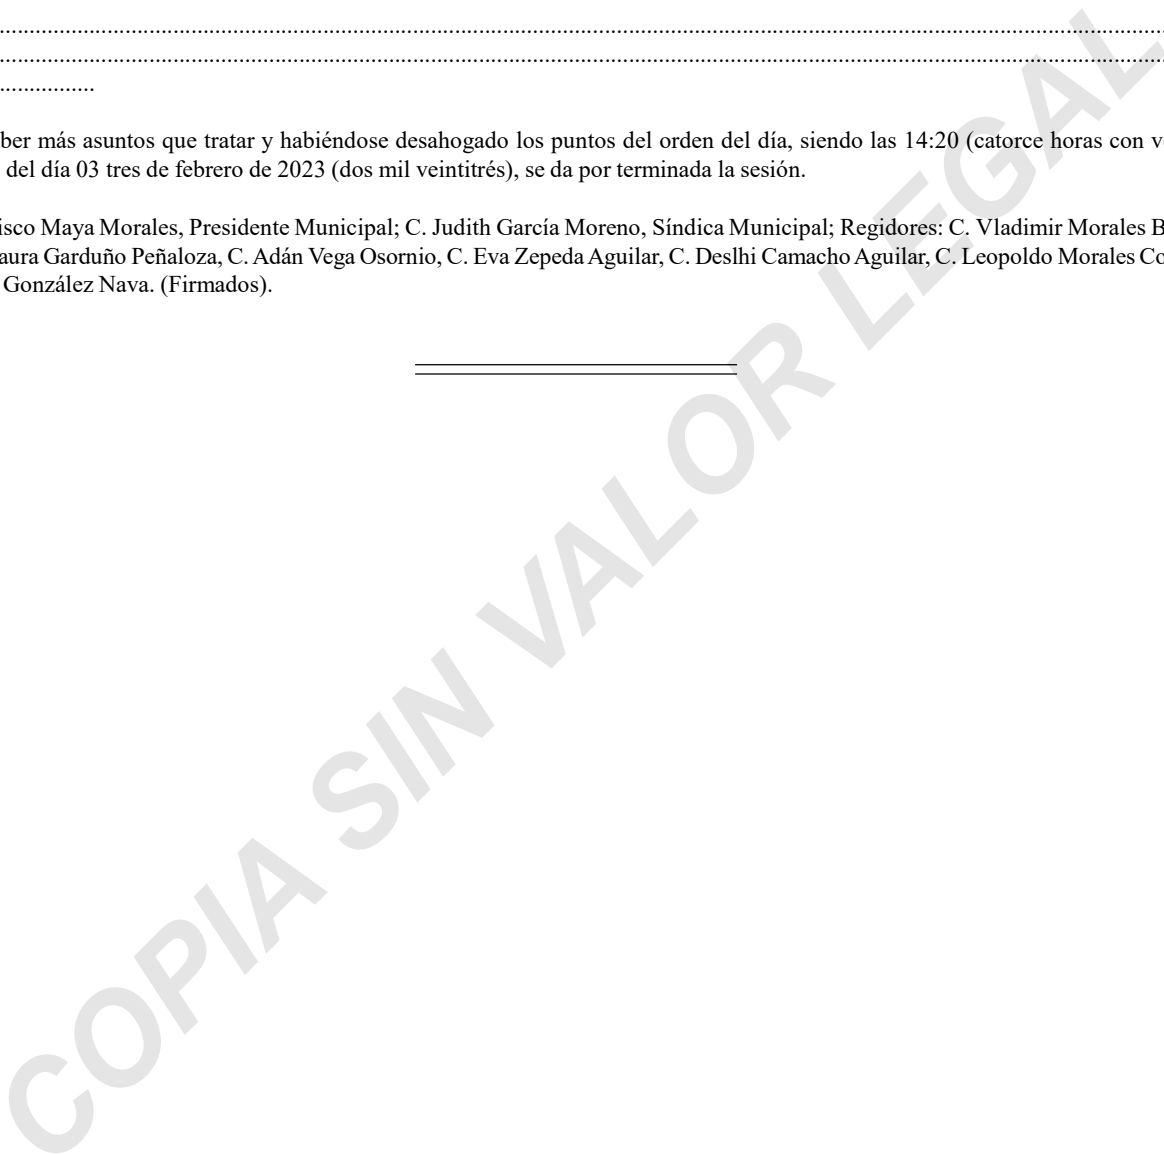 ..........................................................................................................................................................................................................
..........................................................................................................................................................................................................
................
ber más asuntos que tratar y habiéndose desahogado los puntos del orden del día, siendo las 14:20 (catorce horas con v
del día 03 tres de febrero de 2023 (dos mil veintitrés), se da por terminada la sesión.
isco Maya Morales, Presidente Municipal; C. Judith García Moreno, Síndica Municipal; Regidores: C. Vladimir Morales B
aura Garduño Peñaloza, C. Adán Vega Osornio, C. Eva Zepeda Aguilar, C. Deslhi Camacho Aguilar, C. Leopoldo Morales Co
González Nava. (Firmados).
COPIA SIN VALOR LEGAL